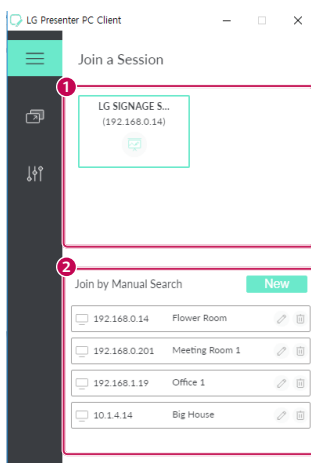 LG Presenter PC Client
Join a Session
1
LG SIGNAGE S...
(192.168.0.14)
2
Join by Manual Search New
192.168.0.14 Flower Room
192.168.0.201 Meeting Room 1
192.168.1.19 Office 1
10.1.4.14 Big House